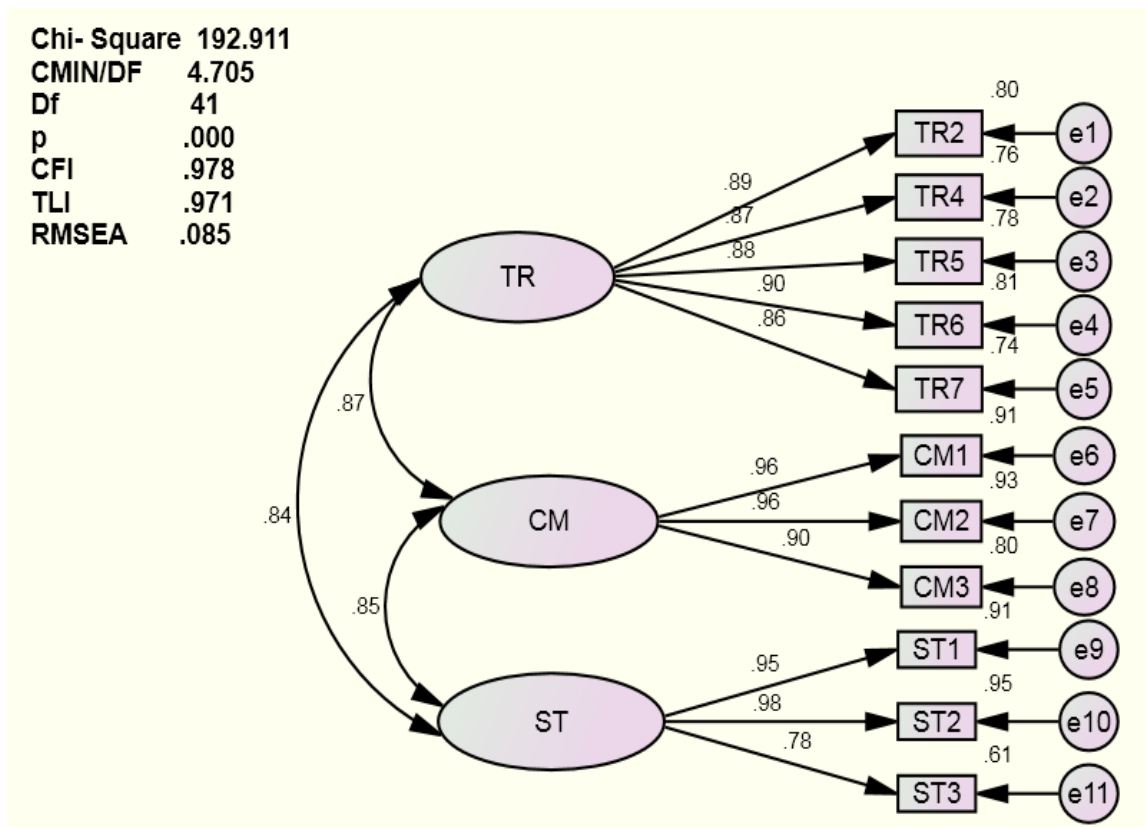 Chi- Square 192.911
CMIN/DF 4.705
Df 41
p .000
CFI .978
TLI .971
RMSEA .085
.80
TR2 e1
.76
.89
TR4 e2
.87
.78
.88
TR5 e3
TR
.90
.81
.86
TR6 e4
.74
TR7 e5
.87
.91
CM1 e6
.96
.93
.96
.84
CM
CM2 e7
.90
.80
CM3 e8
.85
.91
ST1 e9
.95
.95
.98
ST
ST2 e10
.78
.61
ST3 e11